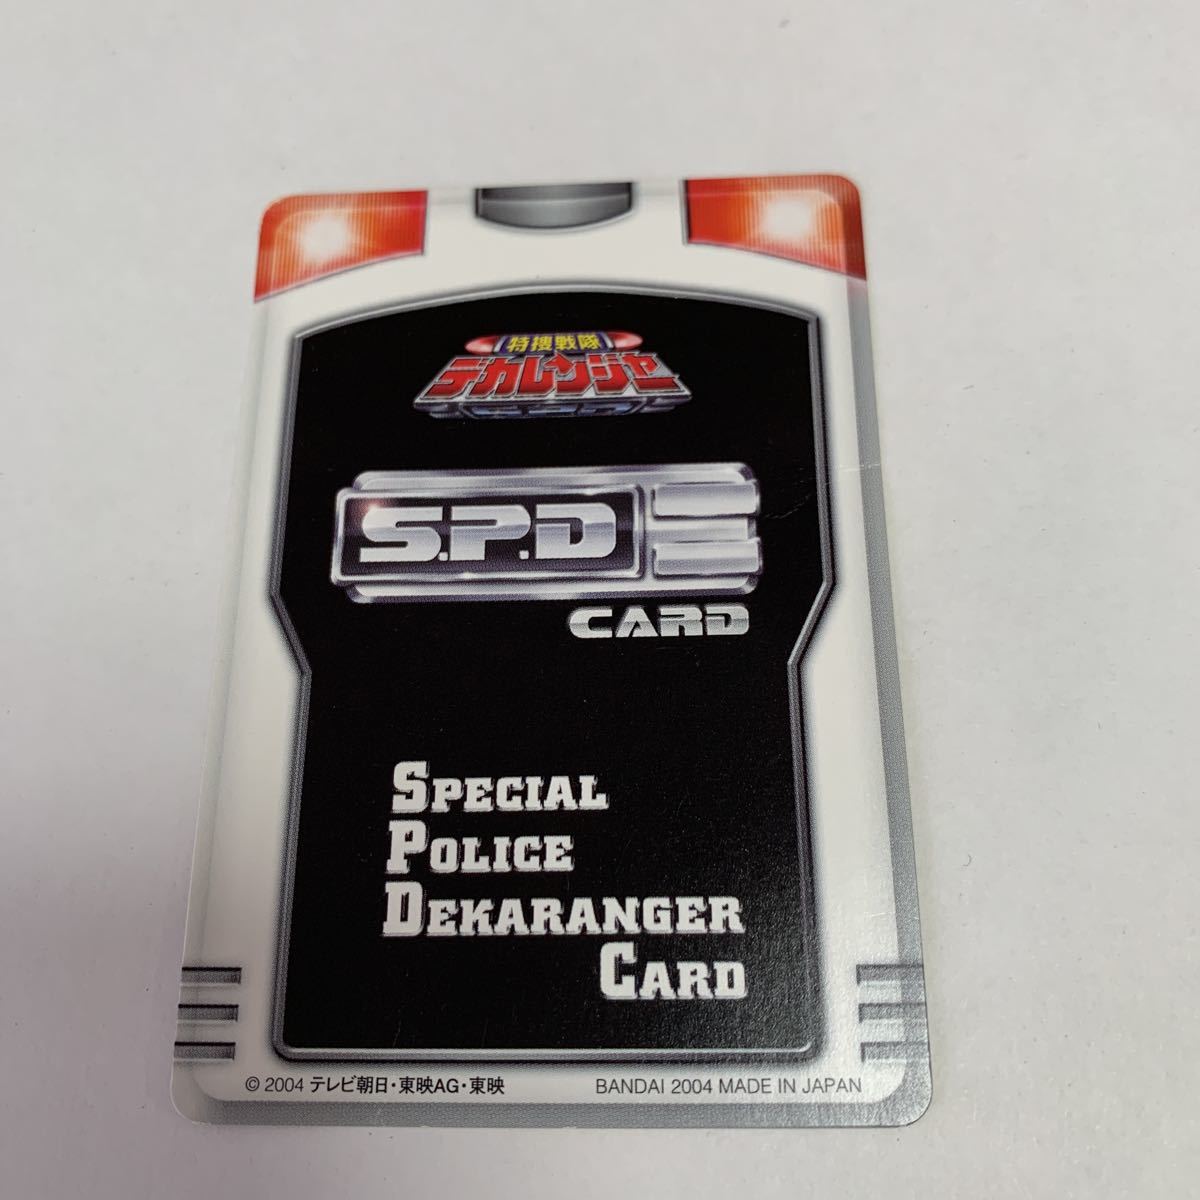 特捜戦隊
デカレンジャー
S.P.D
CARD
SPECIAL
POLICE
DEKARANGER
CARD
© 2004 テレビ朝日・東映AG・東映
BANDAI 2004 MADE IN JAPAN